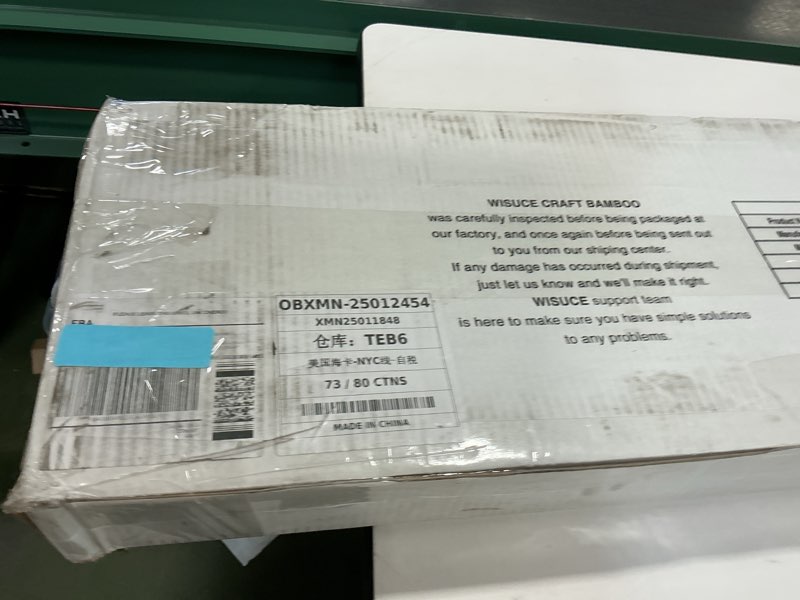 WISUCE CRAFT BAMBOO
was carefully inspected before being packaged at
our factory, and once again before being sent out
to you from our shiping center.
If any damage has occurred during shipment,
just let us know and we'll make it right.
WISUCE support team
is here to make sure you have simple solutions
to any problems.
FBA
OBXMN-25012454
XMN25011848
仓库：TEB6
美国海卡-NYC线-自税
73 / 80 CTNS
MADE IN CHINA